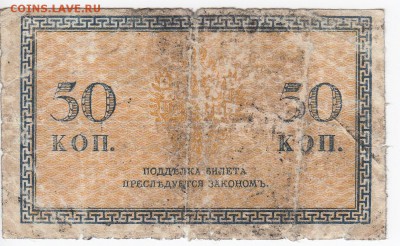 COINS.LAVE.RU
50 50
КОП. КОП.
ПОДДѢЛКА БИЛЕТА
ПРЕСЛѢДУЕТСЯ ЗАКОНОМЪ.